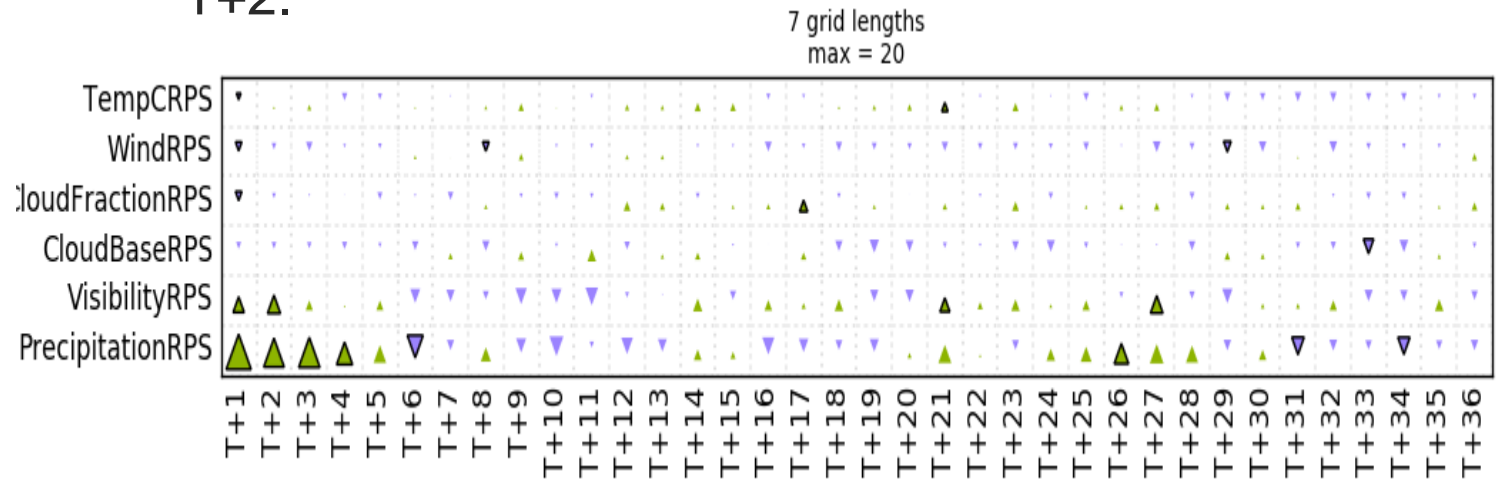 T+2.
7 grid lengths
max = 20
TempCRPS
WindRPS
CloudFractionRPS
CloudBaseRPS
VisibilityRPS
PrecipitationRPS
T+1 T+2 T+3 T+4 T+5 T+6 T+7 T+8 T+9 T+10 T+11 T+12 T+13 T+14 T+15 T+16 T+17 T+18 T+19 T+20 T+21 T+22 T+23 T+24 T+25 T+26 T+27 T+28 T+29 T+30 T+31 T+32 T+33 T+34 T+35 T+36